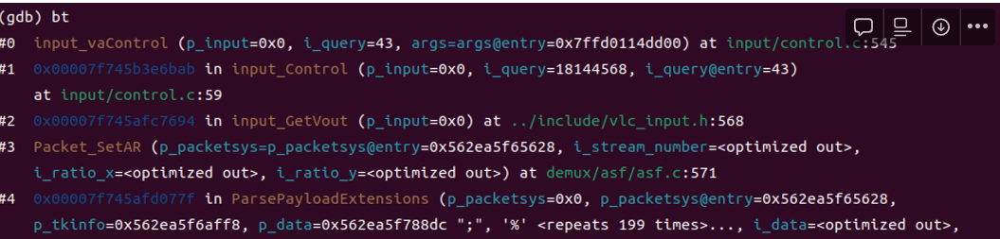 (gdb) bt
#0 input_vaControl (p_input=0x0, i_query=43, args=args@entry=0x7ffd0114dd00) at input/control.c:545
#1 0x00007f745b3e6bab in input_Control (p_input=0x0, i_query=18144568, i_query@entry=43)
at input/control.c:59
#2 0x00007f745afc7694 in input_GetVout (p_input=0x0) at ../include/vlc_input.h:568
#3 Packet_SetAR (p_packetsys=p_packetsys@entry=0x562ea5f65628, i_stream_number=<optimized out>,
i_ratio_x=<optimized out>, i_ratio_y=<optimized out>) at demux/asf/asf.c:571
#4 0x00007f745afd077f in ParsePayloadExtensions (p_packetsys=0x0, p_packetsys@entry=0x562ea5f65628,
p_tkinfo=0x562ea5f6aff8, p_data=0x562ea5f788dc ";", '%' <repeats 199 times>..., i_data=<optimized out>,